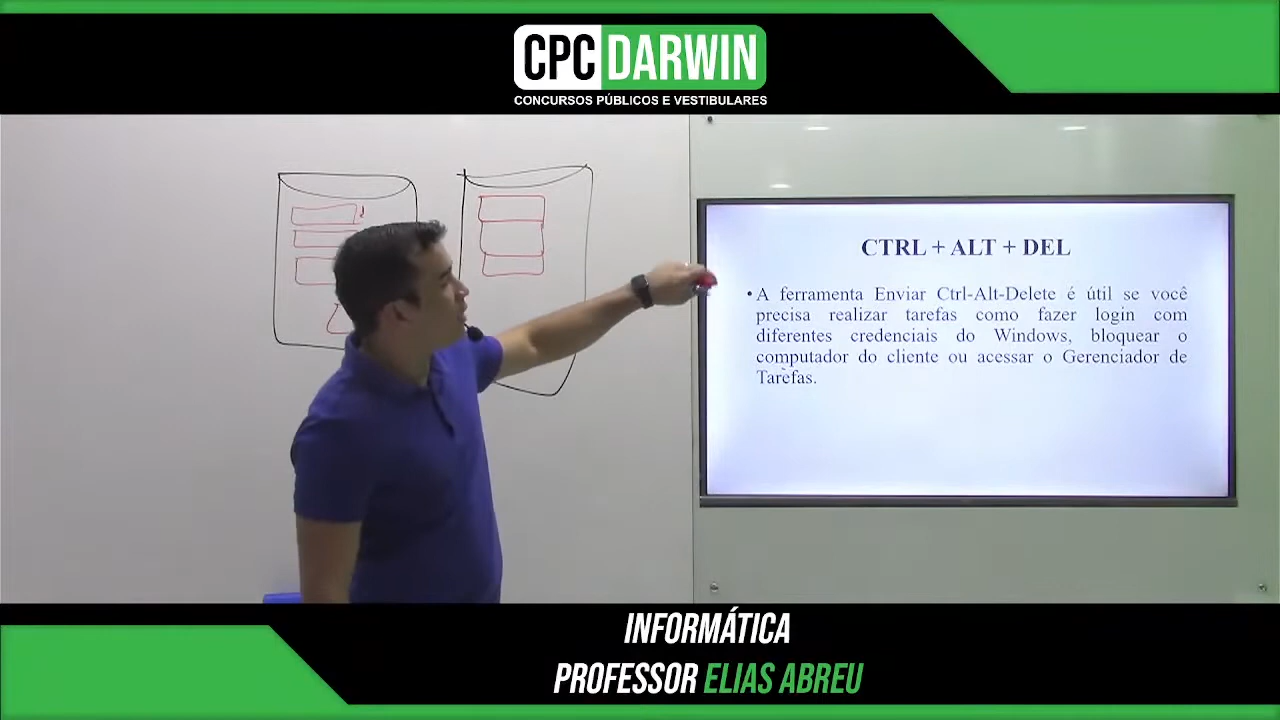 CPC DARWIN
CONCURSOS PÚBLICOS E VESTIBULARES
CTRL + ALT + DEL
• A ferramenta Enviar Ctrl-Alt-Delete é útil se você
precisa realizar tarefas como fazer login com
diferentes credenciais do Windows, bloquear o
computador do cliente ou acessar o Gerenciador de
Tarefas.
INFORMÁTICA
PROFESSOR ELIAS ABREU